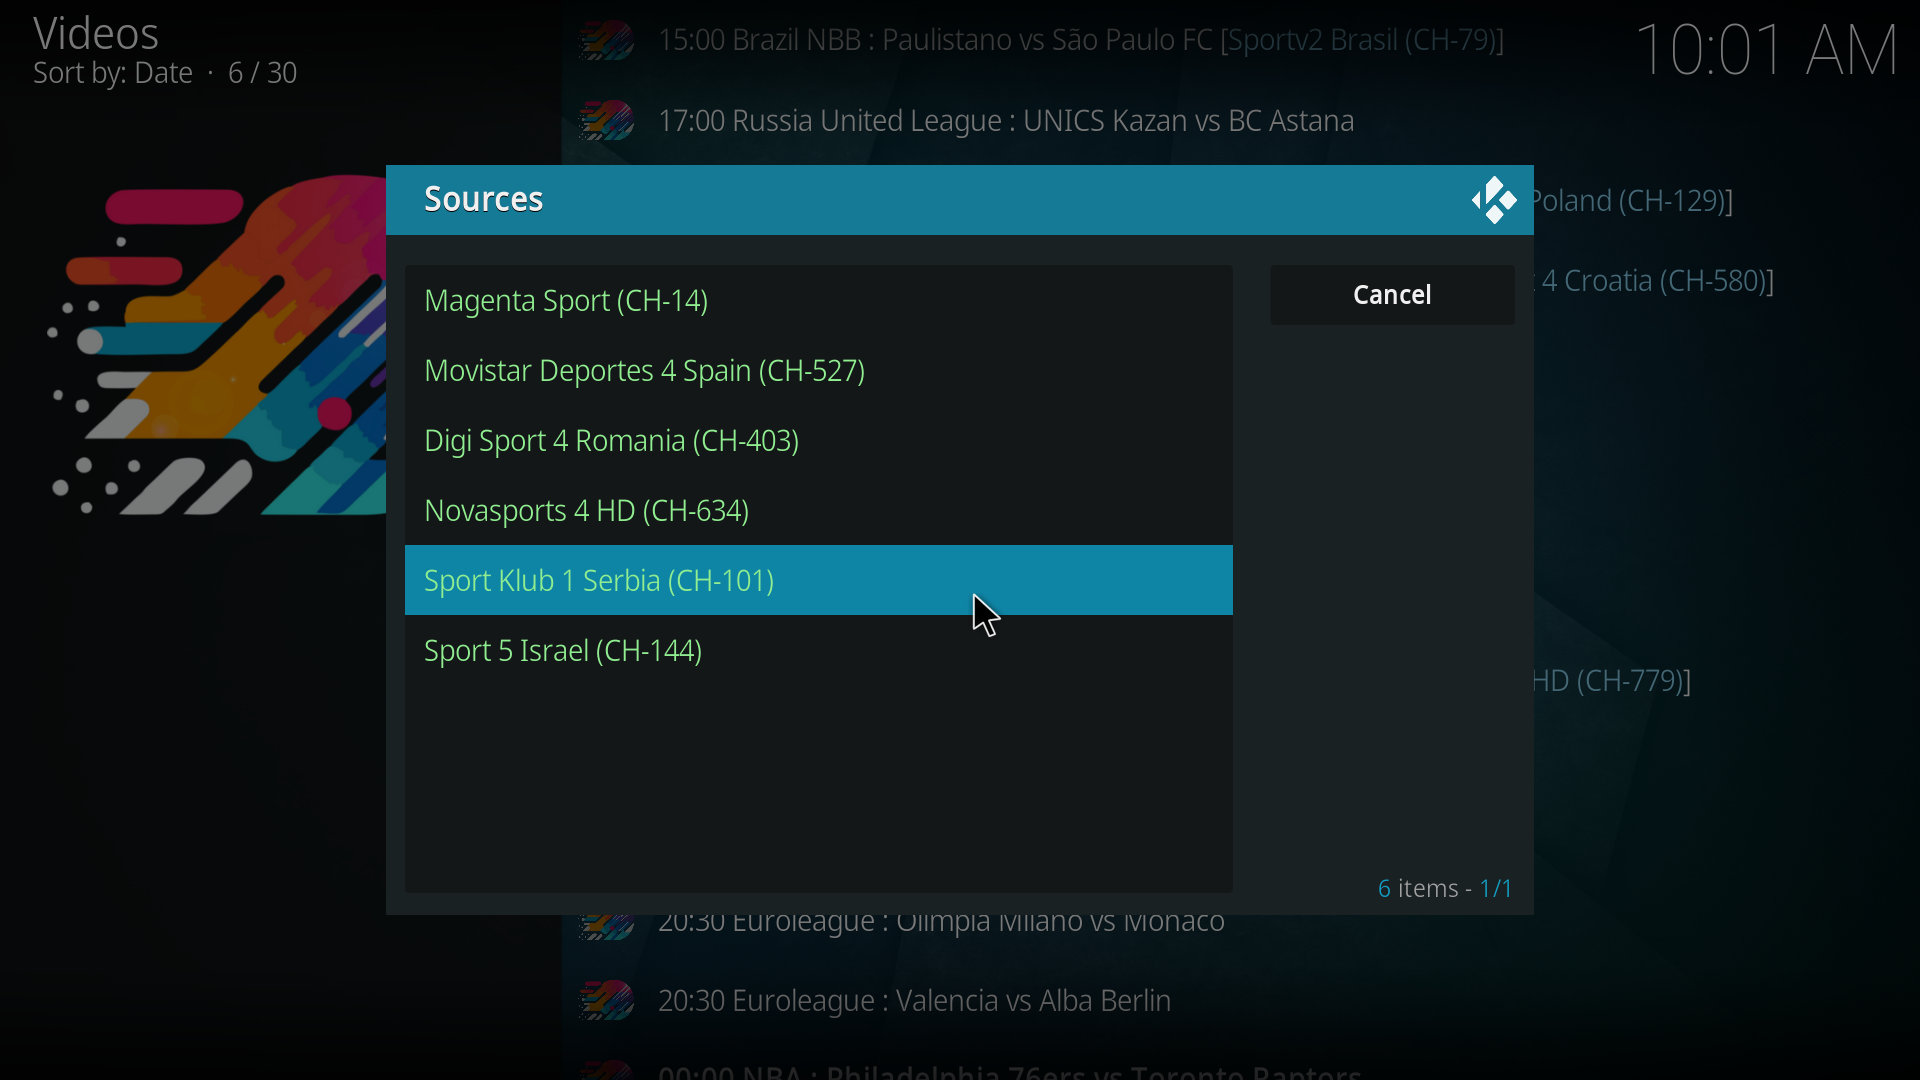 Videos
Sort by: Date · 6 / 30
10:01 AM
15:00 Brazil NBB : Paulistano vs São Paulo FC [Sportv2 Brasil (CH-79)]
17:00 Russia United League : UNICS Kazan vs BC Astana
Poland (CH-129)]
4 Croatia (CH-580)]
HD (CH-779)]
Sources
Magenta Sport (CH-14)
Movistar Deportes 4 Spain (CH-527)
Digi Sport 4 Romania (CH-403)
Novasports 4 HD (CH-634)
Sport Klub 1 Serbia (CH-101)
Sport 5 Israel (CH-144)
Cancel
6 items - 1/1
20:30 Euroleague : Olimpia Milano vs Monaco
20:30 Euroleague : Valencia vs Alba Berlin
00:00 NBA : Philadelphia 76ers vs Toronto Raptors